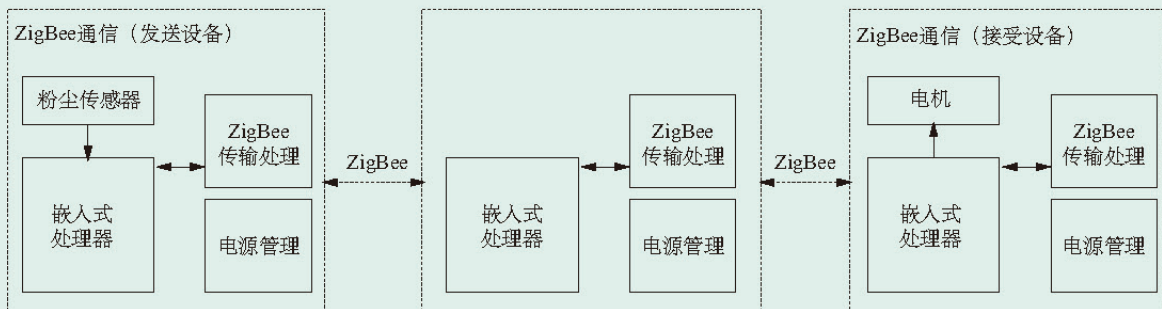 ZigBee通信（发送设备）
粉尘传感器
ZigBee
传输处理
嵌入式
处理器
电源管理
ZigBee
ZigBee
传输处理
嵌入式
处理器
电源管理
ZigBee
ZigBee通信（接受设备）
电机
ZigBee
传输处理
嵌入式
处理器
电源管理